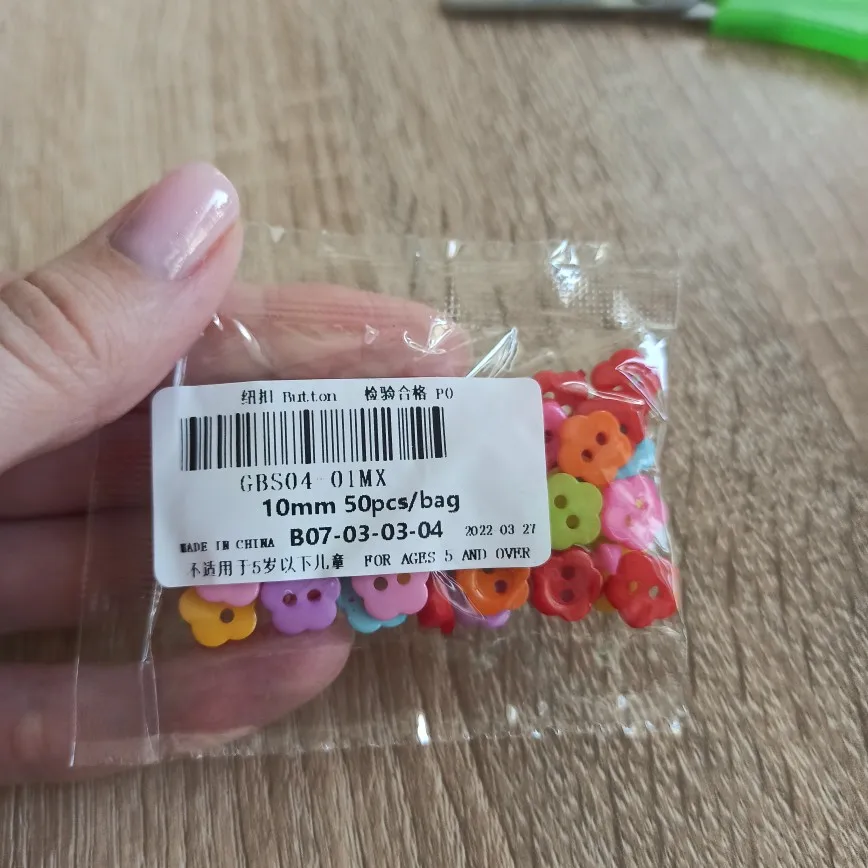 纽扣 Button 检验合格 P0
GBS04-01MX
10mm 50pcs/bag
MADE IN CHINA B07-03-03-04 2022 03 27
不适用于5岁以下儿童 FOR AGES 5 AND OVER